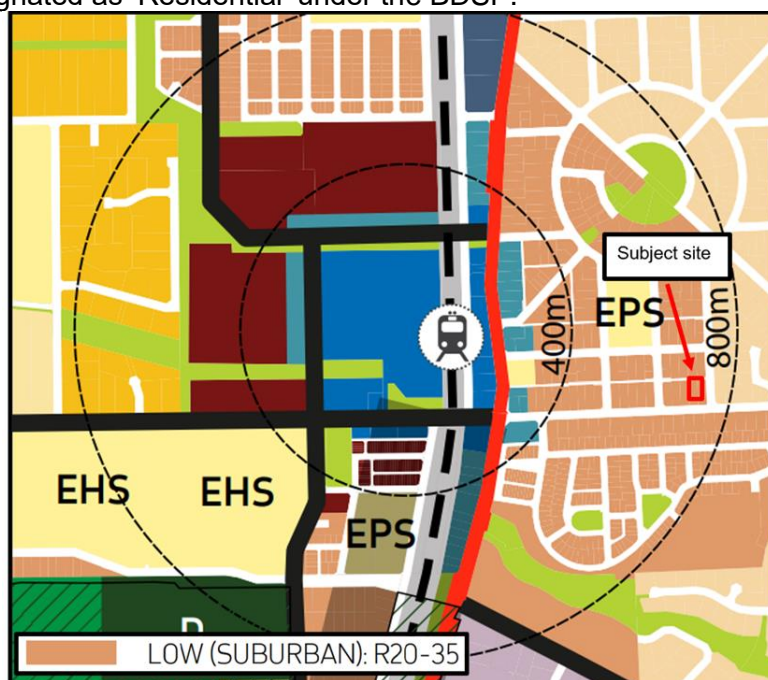 Subject site
EPS
400m
800m
EHS
EHS
EPS
LOW (SUBURBAN): R20-35